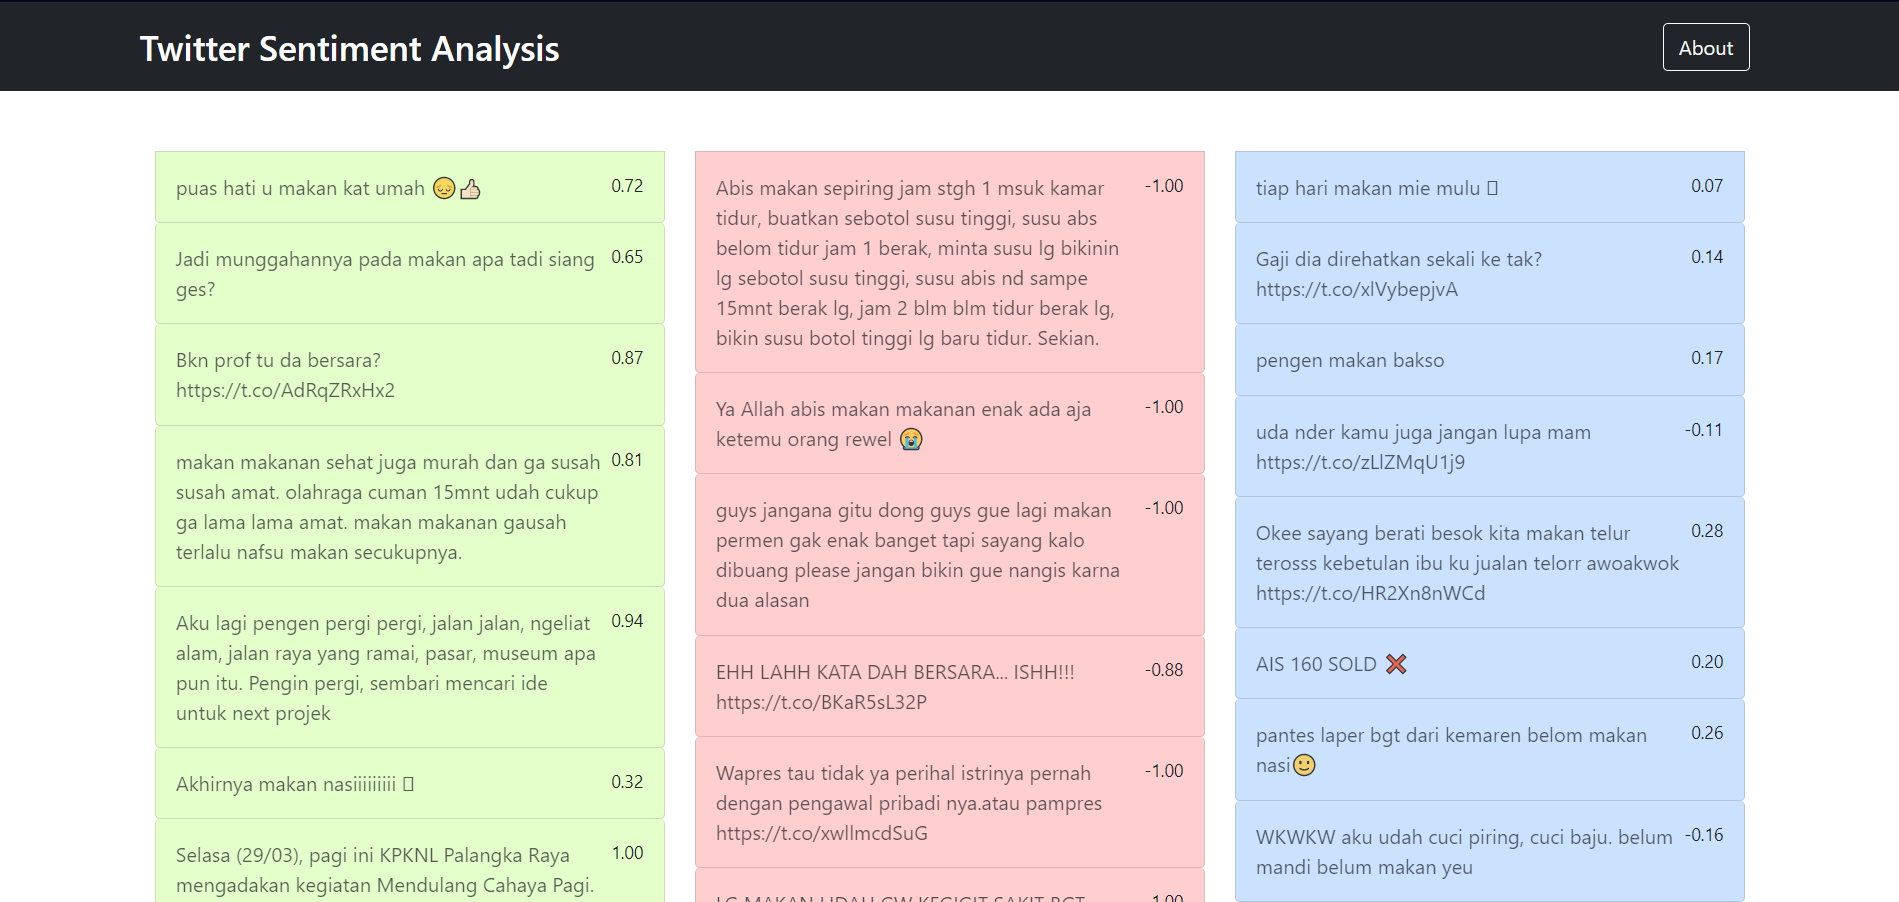 Twitter Sentiment Analysis
About
puas hati u makan kat umah 😔👍🏻 0.72
Jadi munggahannya pada makan apa tadi siang 0.65
ges?
Bkn prof tu da bersara? 0.87
https://t.co/AdRqZRxHx2
makan makanan sehat juga murah dan ga susah 0.81
susah amat. olahraga cuman 15mnt udah cukup
ga lama lama amat. makan makanan gausah
terlalu nafsu makan secukupnya.
Aku lagi pengen pergi pergi, jalan jalan, ngeliat 0.94
alam, jalan raya yang ramai, pasar, museum apa
pun itu. Pengin pergi, sembari mencari ide
untuk next projek
Akhirnya makan nasiiiiiiiii 0.32
Selasa (29/03), pagi ini KPKNL Palangka Raya 1.00
mengadakan kegiatan Mendulang Cahaya Pagi.
Abis makan sepiring jam stgh 1 msuk kamar -1.00
tidur, buatkan sebotol susu tinggi, susu abs
belom tidur jam 1 berak, minta susu lg bikinin
lg sebotol susu tinggi, susu abis nd sampe
15mnt berak lg, jam 2 blm blm tidur berak lg,
bikin susu botol tinggi lg baru tidur. Sekian.
Ya Allah abis makan makanan enak ada aja -1.00
ketemu orang rewel 😭
guys jangana gitu dong guys gue lagi makan -1.00
permen gak enak banget tapi sayang kalo
dibuang please jangan bikin gue nangis karna
dua alasan
EHH LAHH KATA DAH BERSARA... ISHH!!! -0.88
https://t.co/BKaR5sL32P
Wapres tau tidak ya perihal istrinya pernah -1.00
dengan pengawal pribadi nya.atau pampres
https://t.co/xwllmcdSuG
LG MAKAN UDAH GW KEGIGIT SAKIT BGT -1.00
tiap hari makan mie mulu 0.07
Gaji dia direhatkan sekali ke tak? 0.14
https://t.co/xlVybepjvA
pengen makan bakso 0.17
uda nder kamu juga jangan lupa mam -0.11
https://t.co/zLlZMqU1j9
Okee sayang berati besok kita makan telur 0.28
terosss kebetulan ibu ku jualan telorr awoakwok
https://t.co/HR2Xn8nWCd
AIS 160 SOLD ❌ 0.20
pantes laper bgt dari kemaren belom makan 0.26
nasi🙂
WKWKW aku udah cuci piring, cuci baju. belum -0.16
mandi belum makan yeu